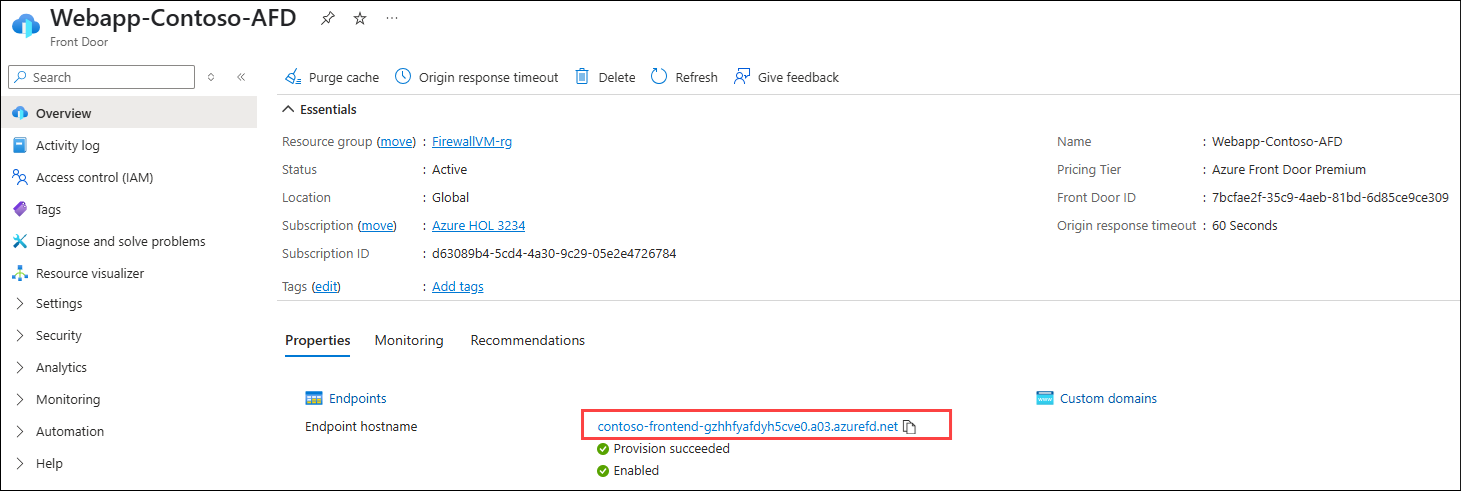 Webapp-Contoso-AFD
Front Door
Search
Overview
Activity log
Access control (IAM)
Tags
Diagnose and solve problems
Resource visualizer
Settings
Security
Analytics
Monitoring
Automation
Help
Purge cache Origin response timeout Delete Refresh Give feedback
Essentials
Resource group (move) : FirewallVM-rg
Status : Active
Location : Global
Subscription (move) : Azure HOL 3234
Subscription ID : d63089b4-5cd4-4a30-9c29-05e2e4726784
Tags (edit) : Add tags
Name : Webapp-Contoso-AFD
Pricing Tier : Azure Front Door Premium
Front Door ID : 7bcfae2f-35c9-4aeb-81bd-6d85ce9ce309
Origin response timeout : 60 Seconds
Properties Monitoring Recommendations
Endpoints
Endpoint hostname contoso-frontend-gzhhfyafdyh5cve0.a03.azurefd.net
Provision succeeded
Enabled
Custom domains